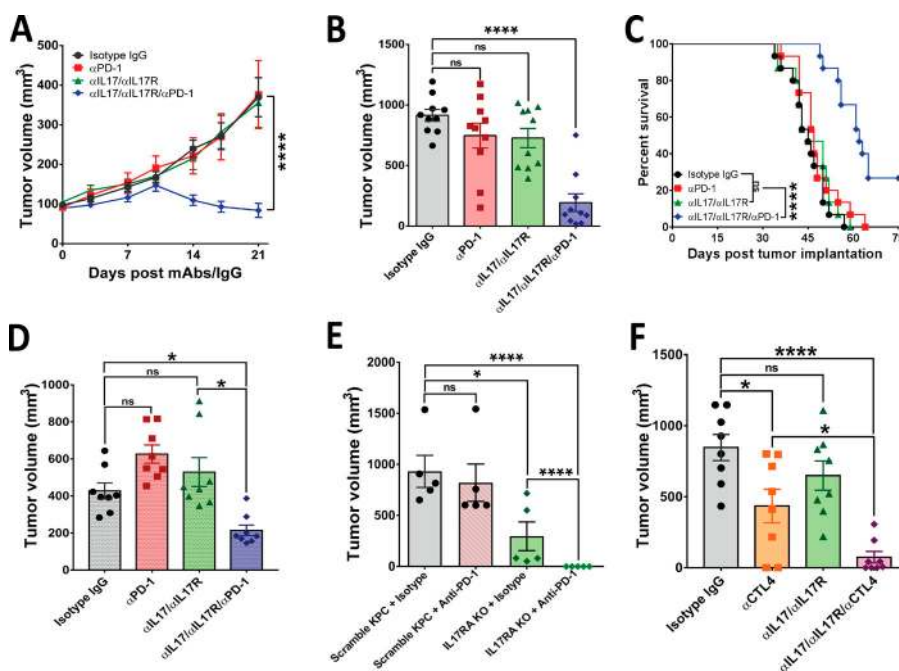 A
Tumor volume (mm³)
400
300
200
100
0
Isotype IgG
αPD-1
αIL17/αIL17R
αIL17/αIL17R/αPD-1
****
0 7 14 21
Days post mAbs/IgG
B
Tumor volume (mm³)
1500
1000
500
0
****
ns
ns
Isotype IgG
αPD-1
αIL17/αIL17R
αIL17/αIL17R/αPD-1
C
Percent survival
100
80
60
40
20
0
Isotype IgG
αPD-1
αIL17/αIL17R
αIL17/αIL17R/αPD-1
ns
****
0 15 30 45 60 75
Days post tumor implantation
D
Tumor volume (mm³)
1000
800
600
400
200
0
*
ns
ns
*
Isotype IgG
αPD-1
αIL17/αIL17R
αIL17/αIL17R/αPD-1
E
Tumor volume (mm³)
2000
1500
1000
500
0
****
*
ns
****
Scramble KPC + Isotype
Scramble KPC + Anti-PD-1
IL17RA KO + Isotype
IL17RA KO + Anti-PD-1
F
Tumor volume (mm³)
1500
1000
500
0
****
ns
*
*
Isotype IgG
αCTL4
αIL17/αIL17R
αIL17/αIL17R/αCTL4